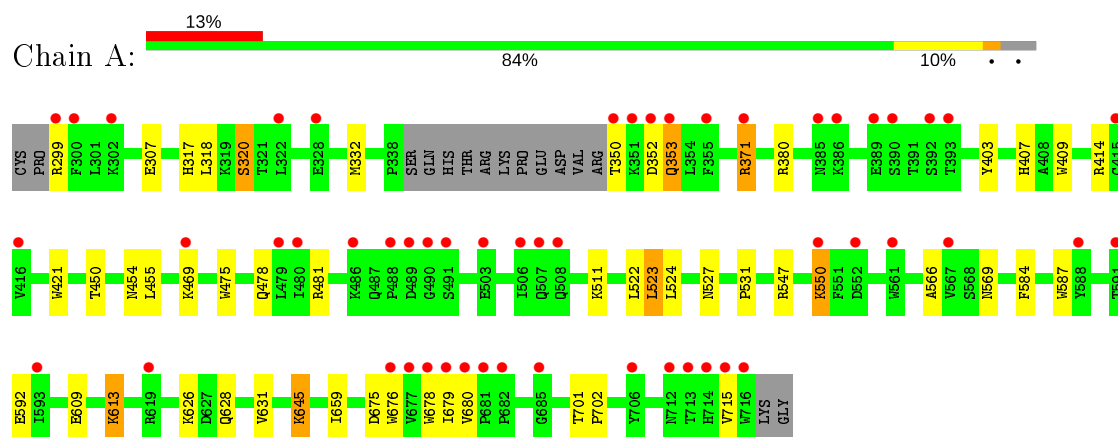 13%
Chain A:
84% 10% • •
CYS PRO R299 F300 L301 K302 E307 H317 L318 K319 S320 T321 L322 E328 M332 P338 SER GLN HIS THR ARG LYS PRO GLU ASP VAL ARG T350 K351 D352 Q353 L354 F355 R371 R380 N385 K386 E389 S390 T391 S392 T393 Y403 H407 A408 W409 R414 C415
V416 W421 T450 N454 L455 K469 W475 Q478 L479 I480 R481 K486 Q487 P488 D489 G490 S491 E503 I506 Q507 Q508 K511 L522 L523 L524 N527 P531 R547 K550 F551 D552 W561 A566 V567 S568 N569 F584 W587 Y588 T591
E592 I593 E609 K613 R619 K626 D627 Q628 V631 K645 I659 D675 W676 V677 W678 I679 V680 P681 P682 G685 T701 P702 Y706 N712 T713 H714 V715 W716 LYS GLY